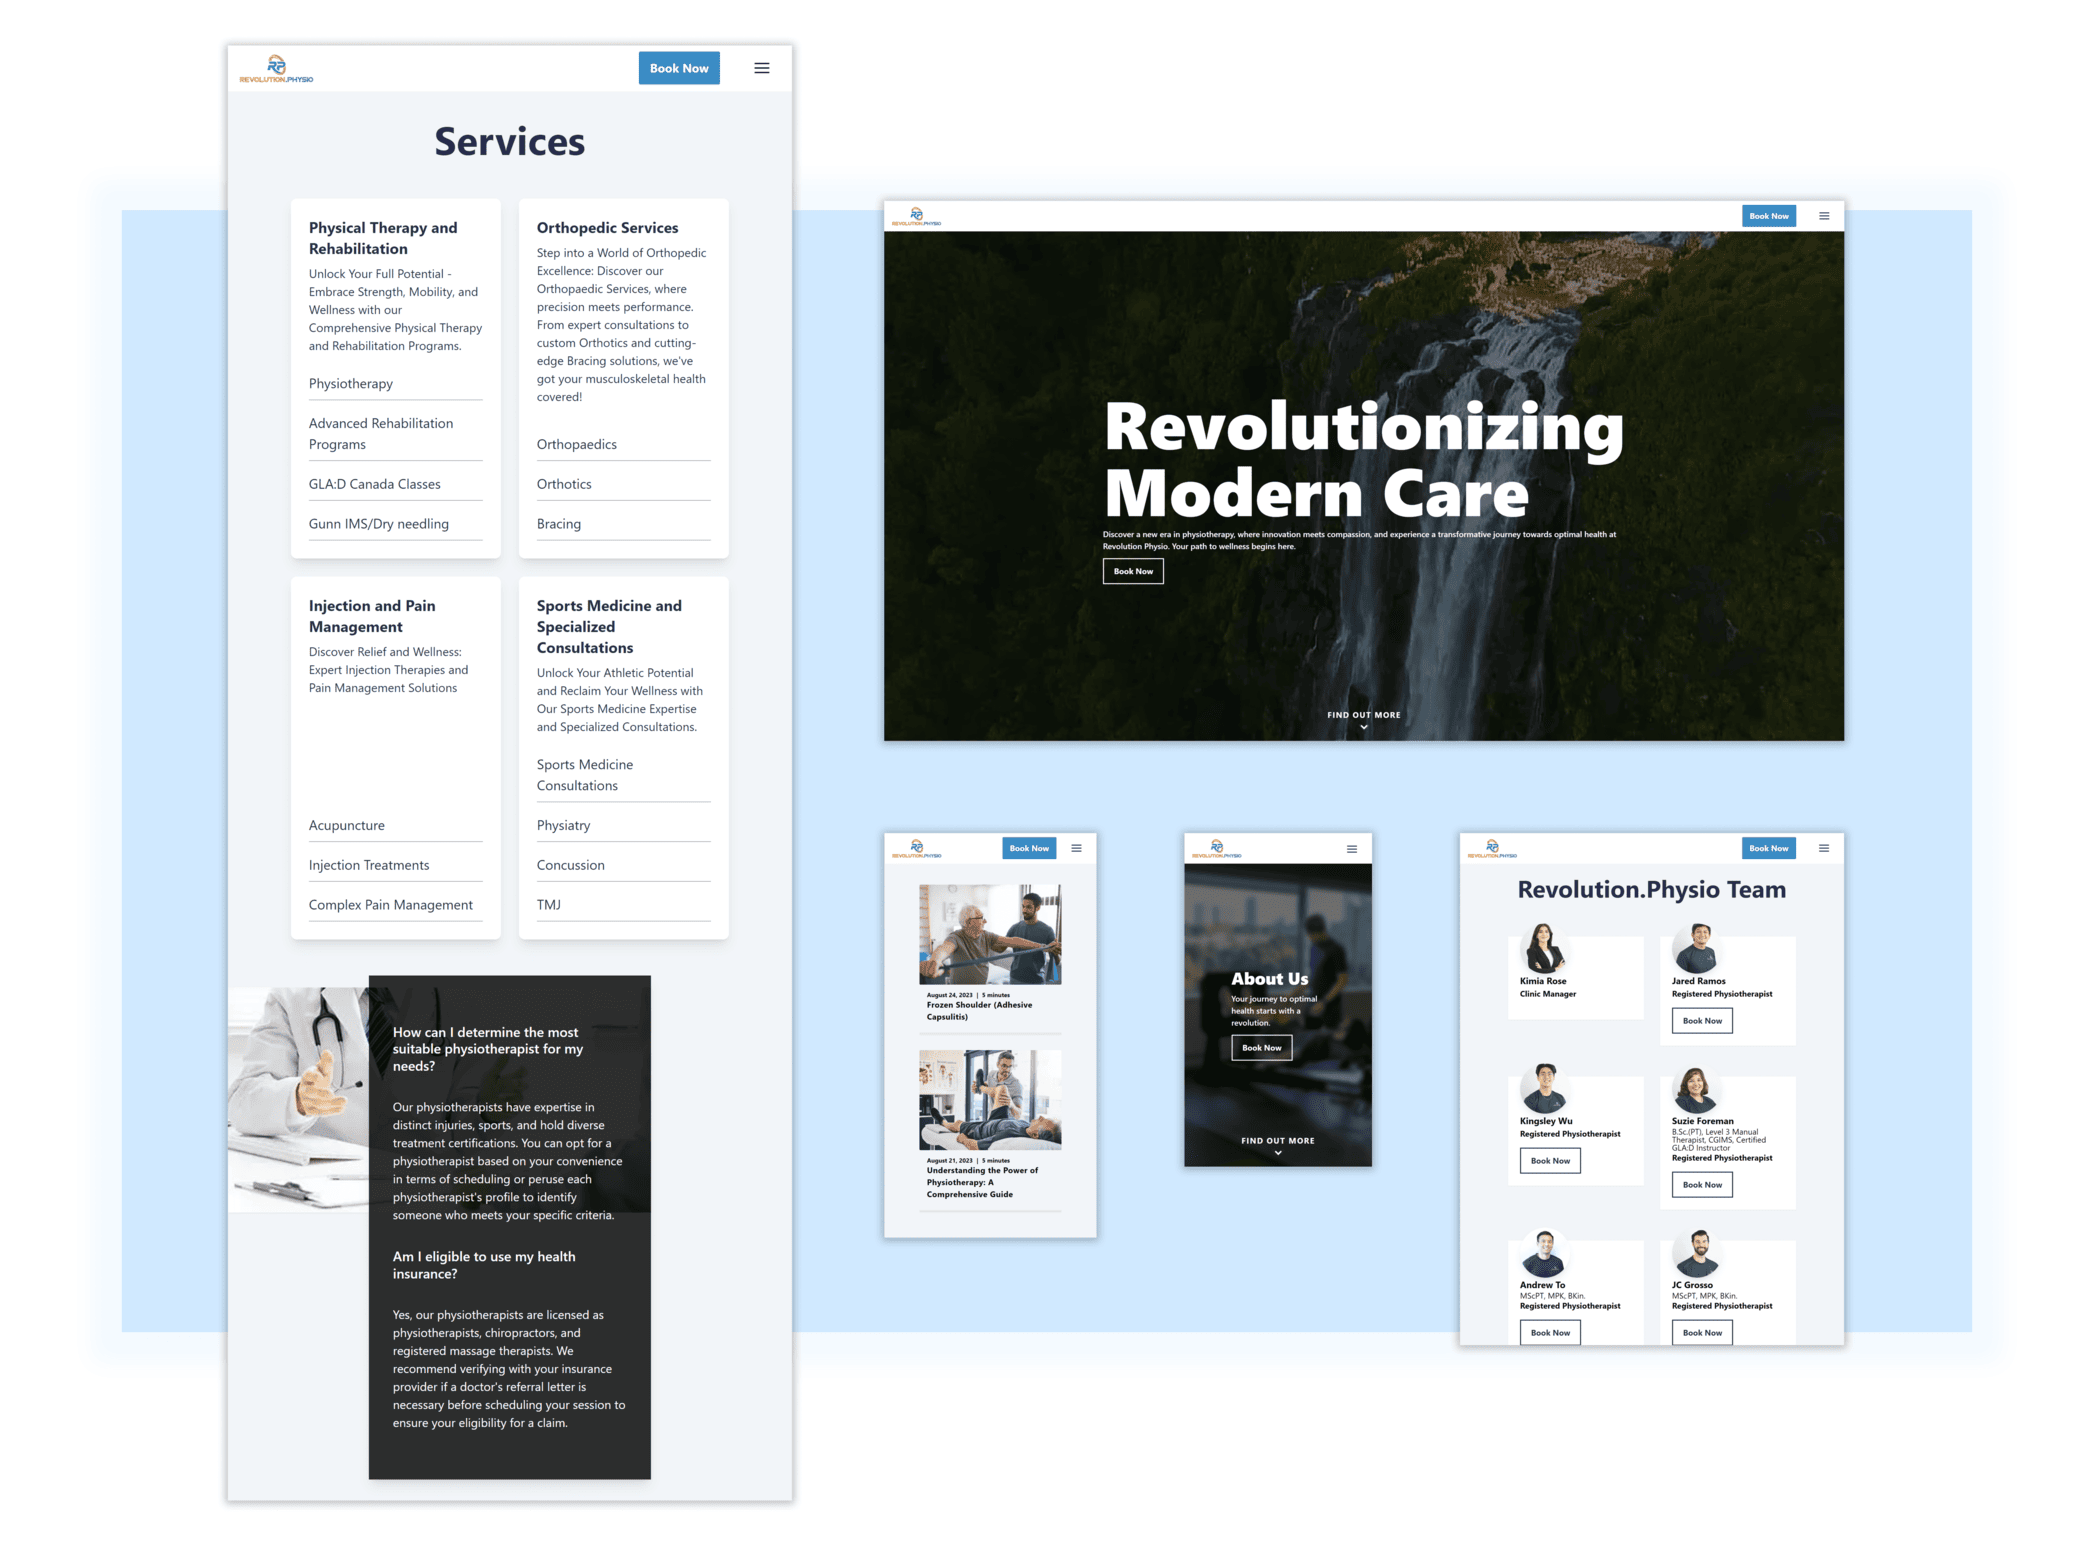 RP
REVOLUTION.PHYSIO
Book Now
Services
Physical Therapy and
Rehabilitation
Unlock Your Full Potential -
Embrace Strength, Mobility, and
Wellness with our
Comprehensive Physical Therapy
and Rehabilitation Programs.
Physiotherapy
Advanced Rehabilitation
Programs
GLA:D Canada Classes
Gunn IMS/Dry needling
Orthopedic Services
Step into a World of Orthopedic
Excellence: Discover our
Orthopaedic Services, where
precision meets performance.
From expert consultations to
custom Orthotics and cutting-
edge Bracing solutions, we've
got your musculoskeletal health
covered!
Orthopaedics
Orthotics
Bracing
Injection and Pain
Management
Discover Relief and Wellness:
Expert Injection Therapies and
Pain Management Solutions
Acupuncture
Injection Treatments
Complex Pain Management
Sports Medicine and
Specialized
Consultations
Unlock Your Athletic Potential
and Reclaim Your Wellness with
Our Sports Medicine Expertise
and Specialized Consultations.
Sports Medicine
Consultations
Physiatry
Concussion
TMJ
How can I determine the most
suitable physiotherapist for my
needs?
Our physiotherapists have expertise in
distinct injuries, sports, and hold diverse
treatment certifications. You can opt for a
physiotherapist based on your convenience
in terms of scheduling or peruse each
physiotherapist's profile to identify
someone who meets your specific criteria.
Am I eligible to use my health
insurance?
Yes, our physiotherapists are licensed as
physiotherapists, chiropractors, and
registered massage therapists. We
recommend verifying with your insurance
provider if a doctor's referral letter is
necessary before scheduling your session to
ensure your eligibility for a claim.
RP
REVOLUTION.PHYSIO
Book Now
Revolutionizing
Modern Care
Discover a new era in physiotherapy, where innovation meets compassion, and experience a transformative journey towards optimal health at
Revolution Physio. Your path to wellness begins here.
Book Now
FIND OUT MORE
RP
REVOLUTION.PHYSIO
Book Now
August 24, 2023 | 5 minutes
Frozen Shoulder (Adhesive
Capsulitis)
August 21, 2023 | 5 minutes
Understanding the Power of
Physiotherapy: A
Comprehensive Guide
RP
REVOLUTION.PHYSIO
About Us
Your journey to optimal
health starts with a
revolution.
Book Now
FIND OUT MORE
RP
REVOLUTION.PHYSIO
Book Now
Revolution.Physio Team
Kimia Rose
Clinic Manager
Jared Ramos
Registered Physiotherapist
Book Now
Kingsley Wu
Registered Physiotherapist
Book Now
Suzie Foreman
B.Sc.(PT), Level 3 Manual
Therapist, CGIMS, Certified
GLA:D Instructor
Registered Physiotherapist
Book Now
Andrew To
MScPT, MPK, BKin.
Registered Physiotherapist
Book Now
JC Grosso
MScPT, MPK, BKin.
Registered Physiotherapist
Book Now